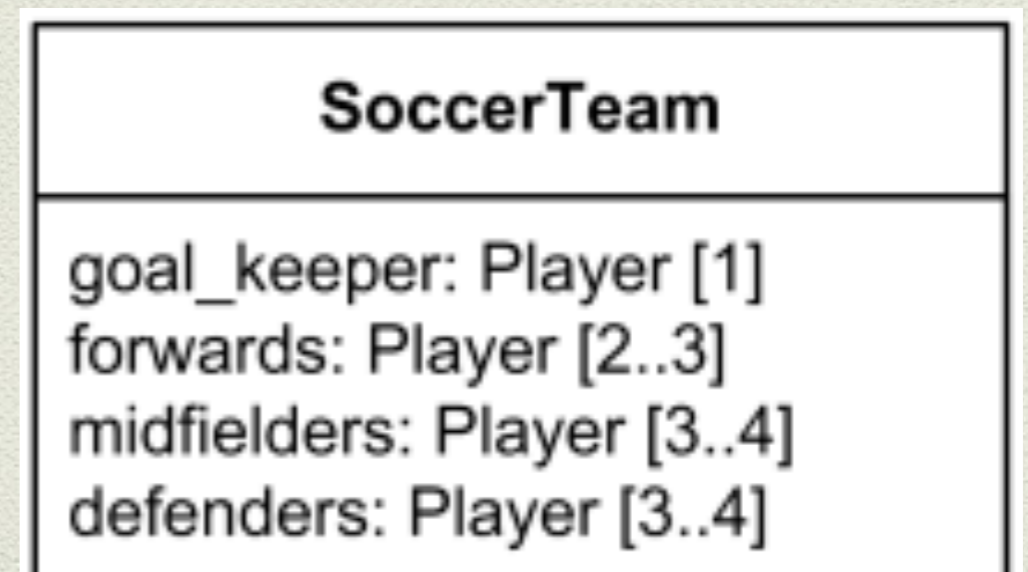 SoccerTeam
goal_keeper: Player [1]
forwards: Player [2..3]
midfielders: Player [3..4]
defenders: Player [3..4]